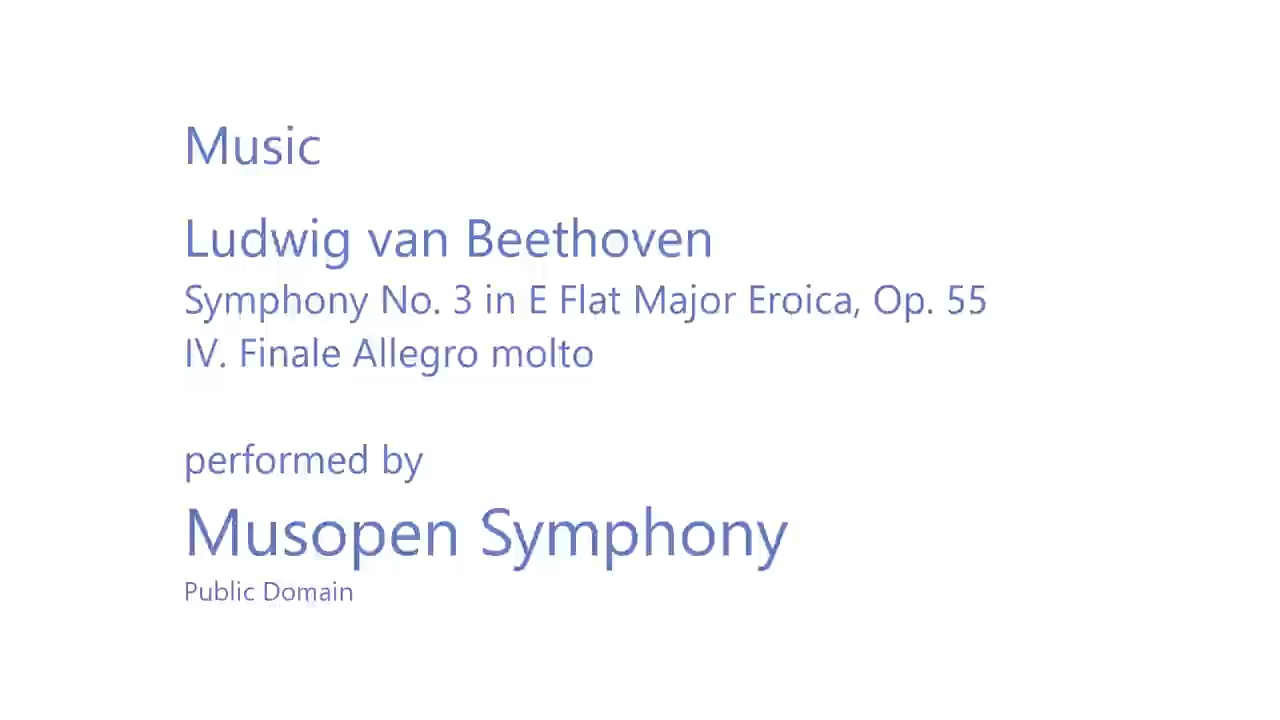 Music
Ludwig van Beethoven
Symphony No. 3 in E Flat Major Eroica, Op. 55
IV. Finale Allegro molto
performed by
Musopen Symphony
Public Domain